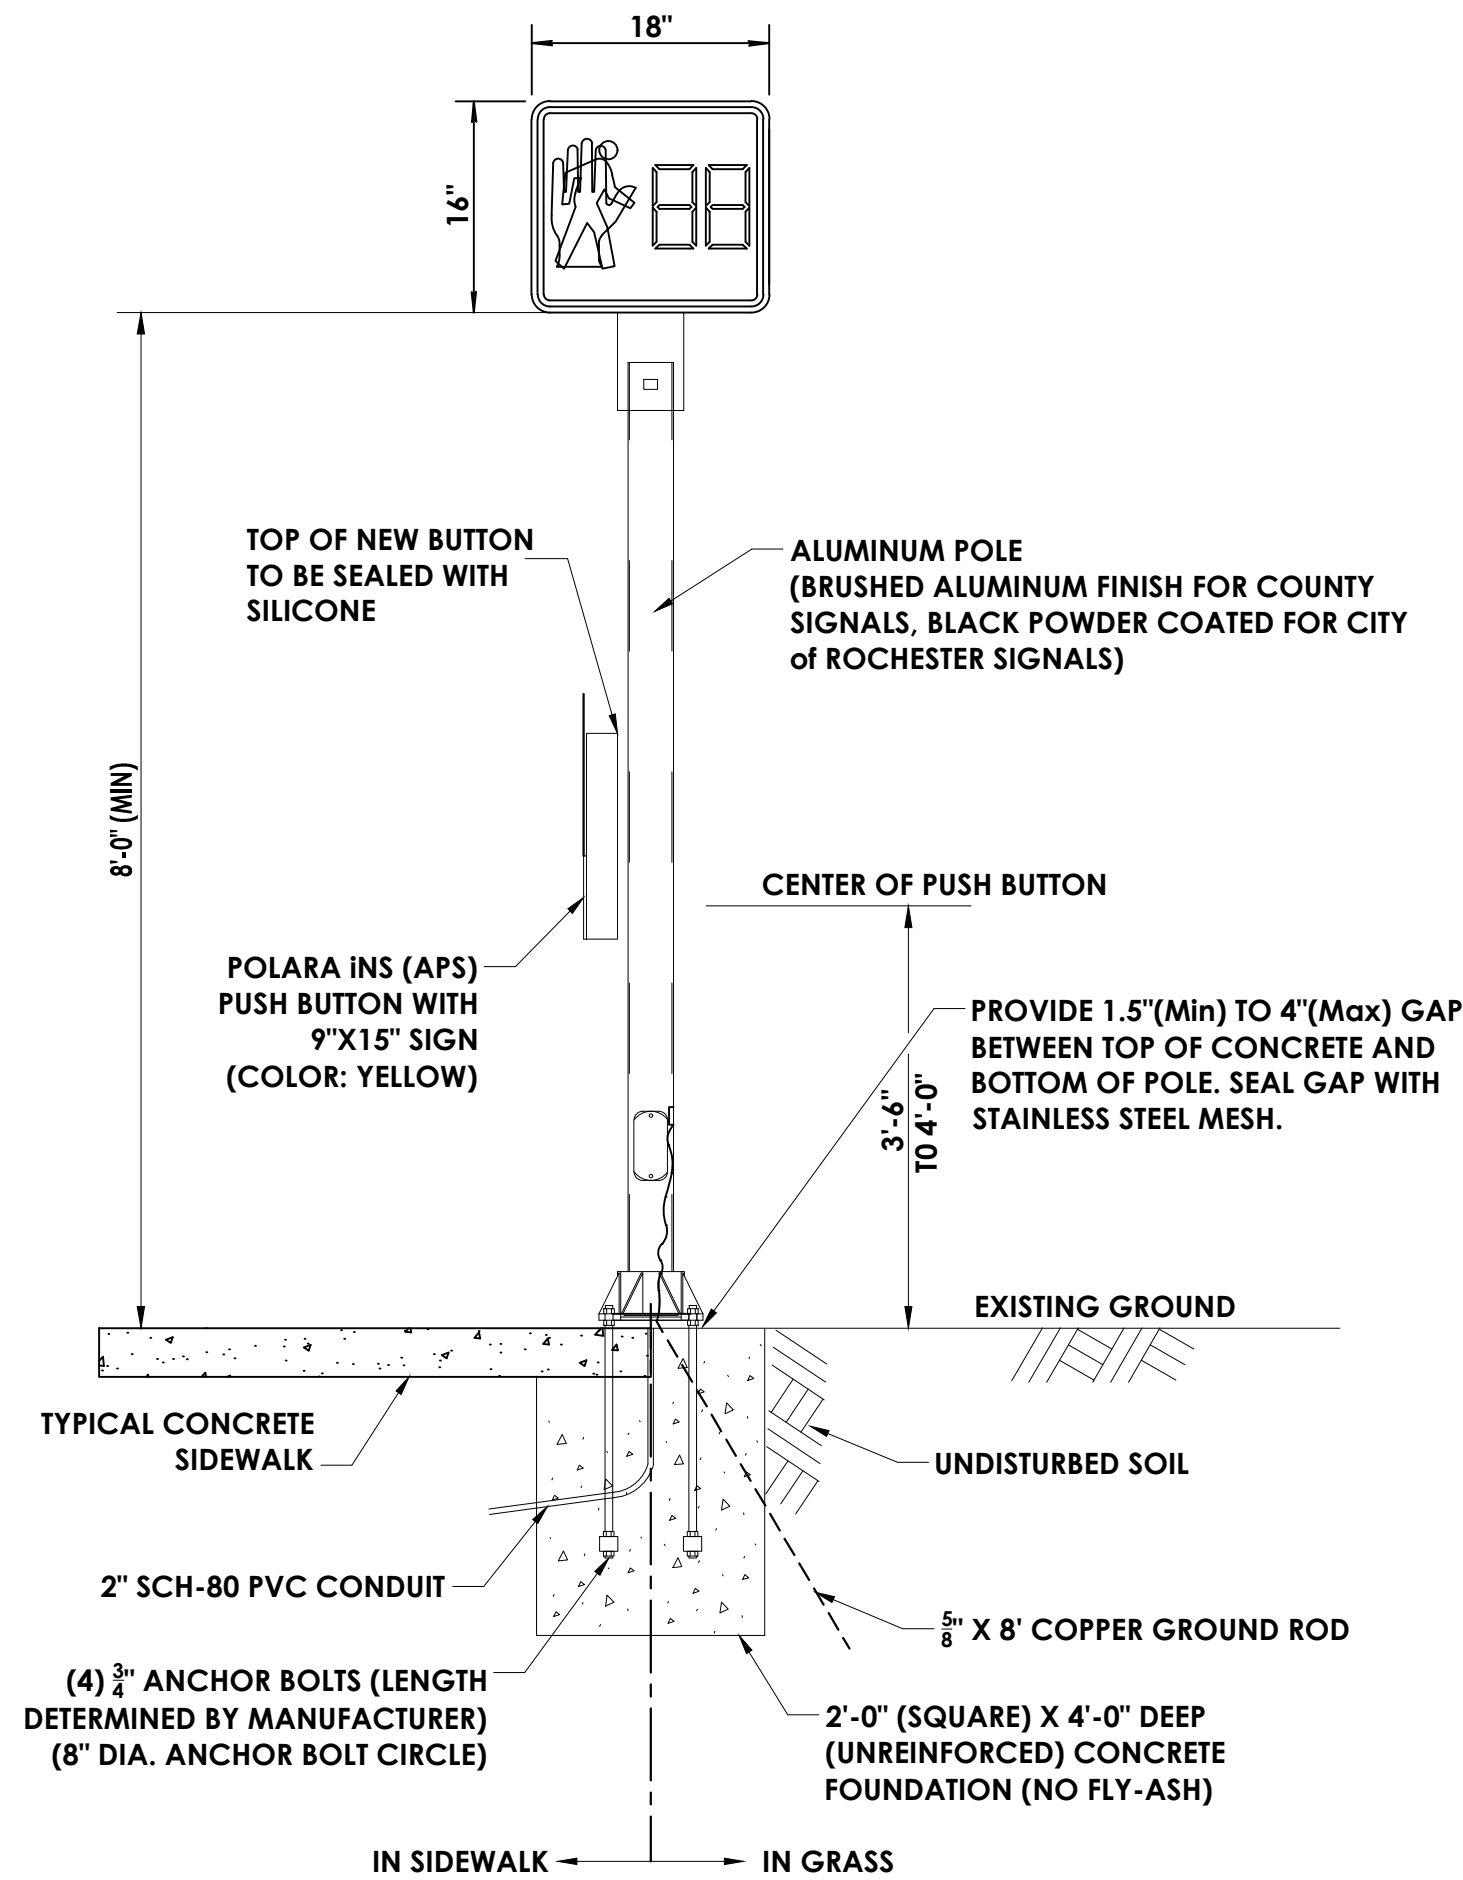 18"
16"
TOP OF NEW BUTTON
TO BE SEALED WITH
SILICONE
ALUMINUM POLE
(BRUSHED ALUMINUM FINISH FOR COUNTY
SIGNALS, BLACK POWDER COATED FOR CITY
of ROCHESTER SIGNALS)
8'-0" (MIN)
CENTER OF PUSH BUTTON
POLARA iNS (APS)
PUSH BUTTON WITH
9"X15" SIGN
(COLOR: YELLOW)
PROVIDE 1.5"(Min) TO 4"(Max) GAP
BETWEEN TOP OF CONCRETE AND
BOTTOM OF POLE. SEAL GAP WITH
STAINLESS STEEL MESH.
3'-6"
TO 4'-0"
EXISTING GROUND
TYPICAL CONCRETE
SIDEWALK
UNDISTURBED SOIL
2" SCH-80 PVC CONDUIT
5/8" X 8' COPPER GROUND ROD
(4) 3/4" ANCHOR BOLTS (LENGTH
DETERMINED BY MANUFACTURER)
(8" DIA. ANCHOR BOLT CIRCLE)
2'-0" (SQUARE) X 4'-0" DEEP
(UNREINFORCED) CONCRETE
FOUNDATION (NO FLY-ASH)
IN SIDEWALK
IN GRASS